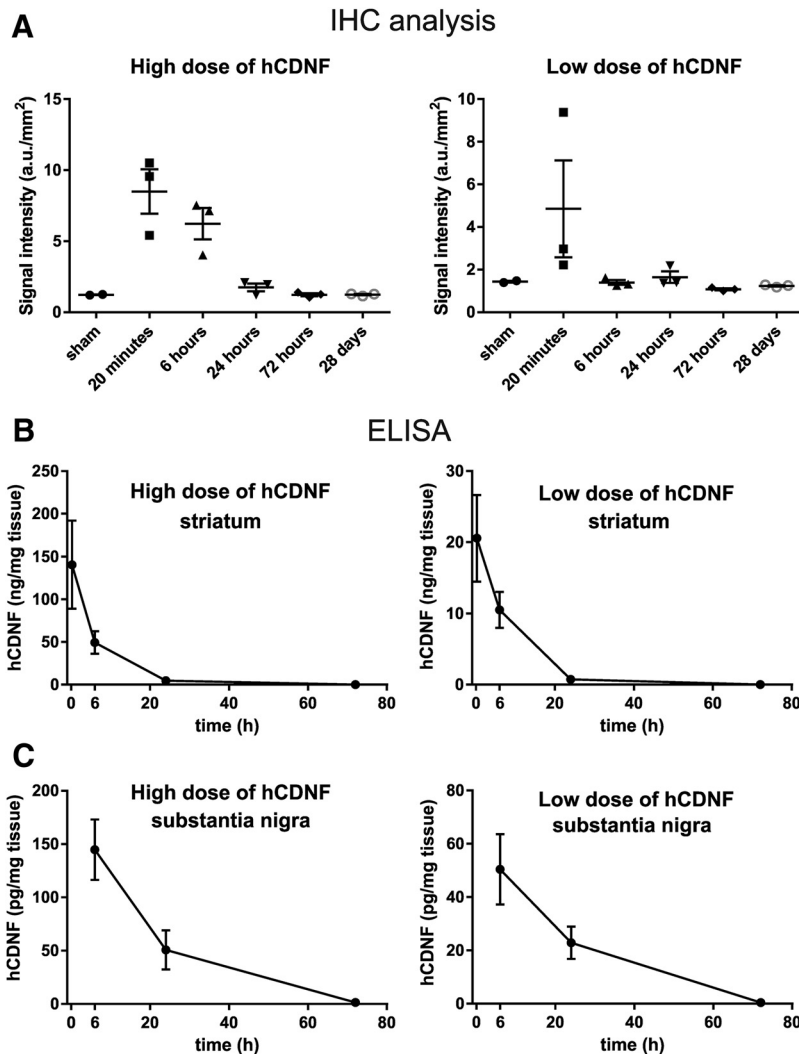 A
IHC analysis
High dose of hCDNF
Low dose of hCDNF
Signal intensity (a.u./mm²)
15
10
5
0
sham
20 minutes
6 hours
24 hours
72 hours
28 days
Signal intensity (a.u./mm²)
10
8
6
4
2
0
sham
20 minutes
6 hours
24 hours
72 hours
28 days
B
ELISA
High dose of hCDNF
striatum
hCDNF (ng/mg tissue)
250
200
150
100
50
0
0 6 20 40 60 80
time (h)
Low dose of hCDNF
striatum
hCDNF (ng/mg tissue)
30
20
10
0
0 6 20 40 60 80
time (h)
C
High dose of hCDNF
substantia nigra
hCDNF (pg/mg tissue)
200
150
100
50
0
0 6 20 40 60 80
time (h)
Low dose of hCDNF
substantia nigra
hCDNF (pg/mg tissue)
80
60
40
20
0
0 6 20 40 60 80
time (h)